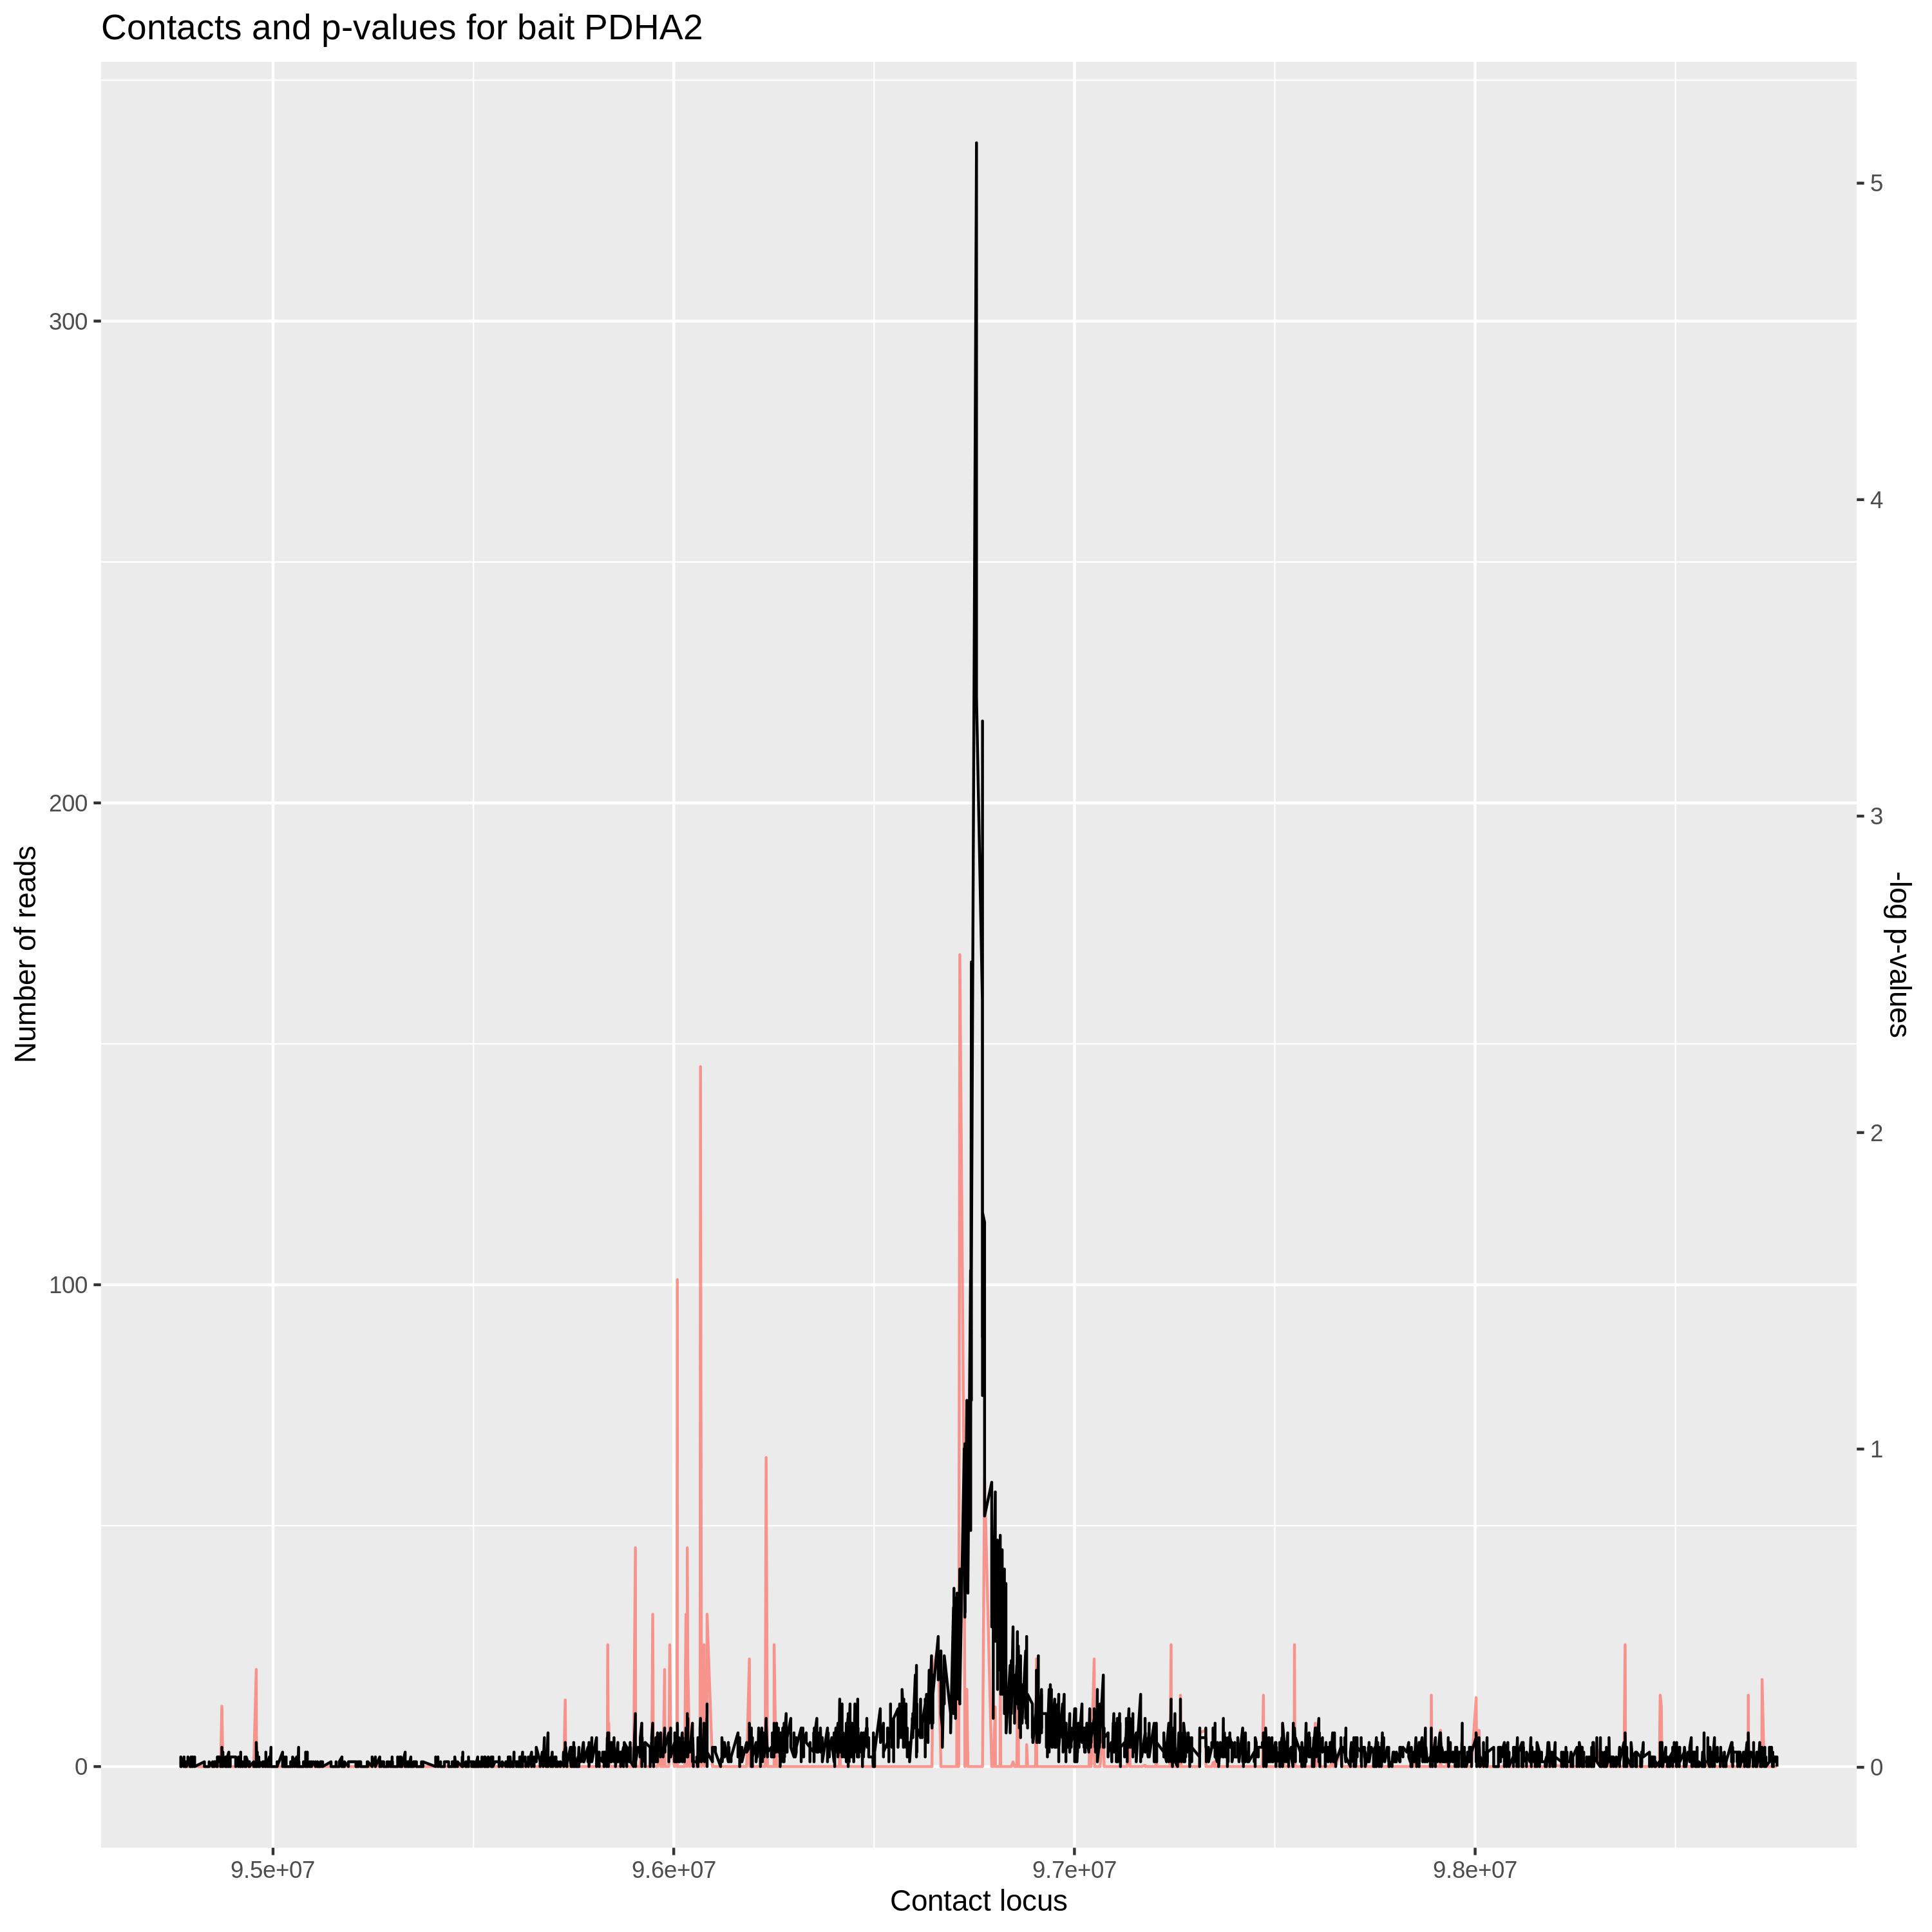 Contacts and p-values for bait PDHA2
300
200
100
0
Number of reads
5
4
3
2
1
0
-log p-values
9.5e+07
9.6e+07
9.7e+07
9.8e+07
Contact locus